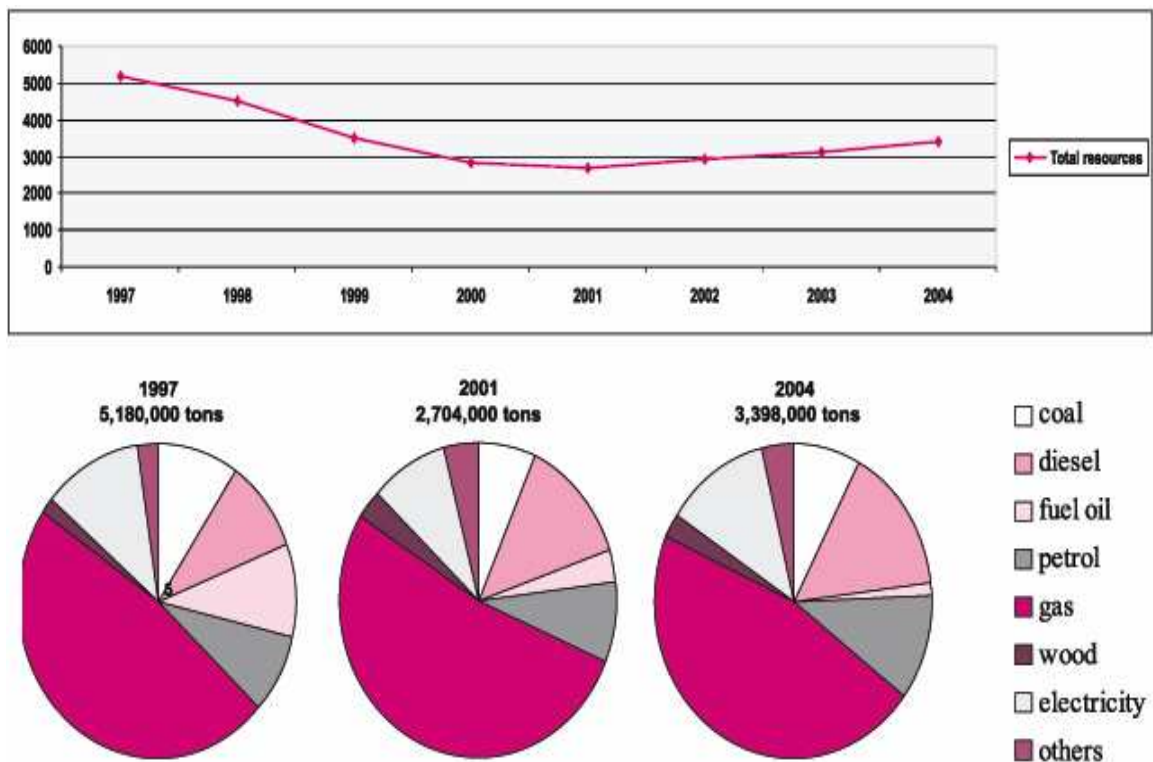 6000
5000
4000
3000
2000
1000
0
1997 1998 1999 2000 2001 2002 2003 2004
Total resources
1997
5,180,000 tons
2001
2,704,000 tons
2004
3,398,000 tons
5
coal
diesel
fuel oil
petrol
gas
wood
electricity
others